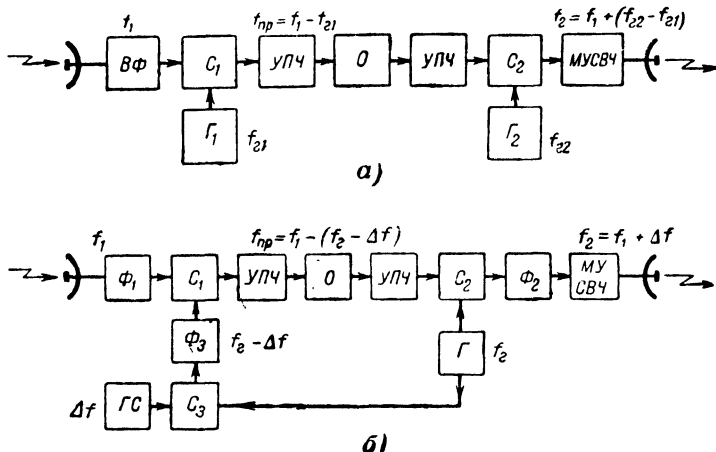 f₁ f_пр = f₁ - f_г1 f₂ = f₁ + (f_г2 - f_г1)
ВФ С₁ УПЧ О УПЧ С₂ МУСВЧ
Г₁ f_г1 Г₂ f_г2
а)
f₁ f_пр = f₁ - (f_г - Δf) f₂ = f₁ + Δf
Ф₁ С₁ УПЧ О УПЧ С₂ Ф₂ МУ
СВЧ
Ф₃ f_г - Δf Г f_г
Δf ГС С₃
б)